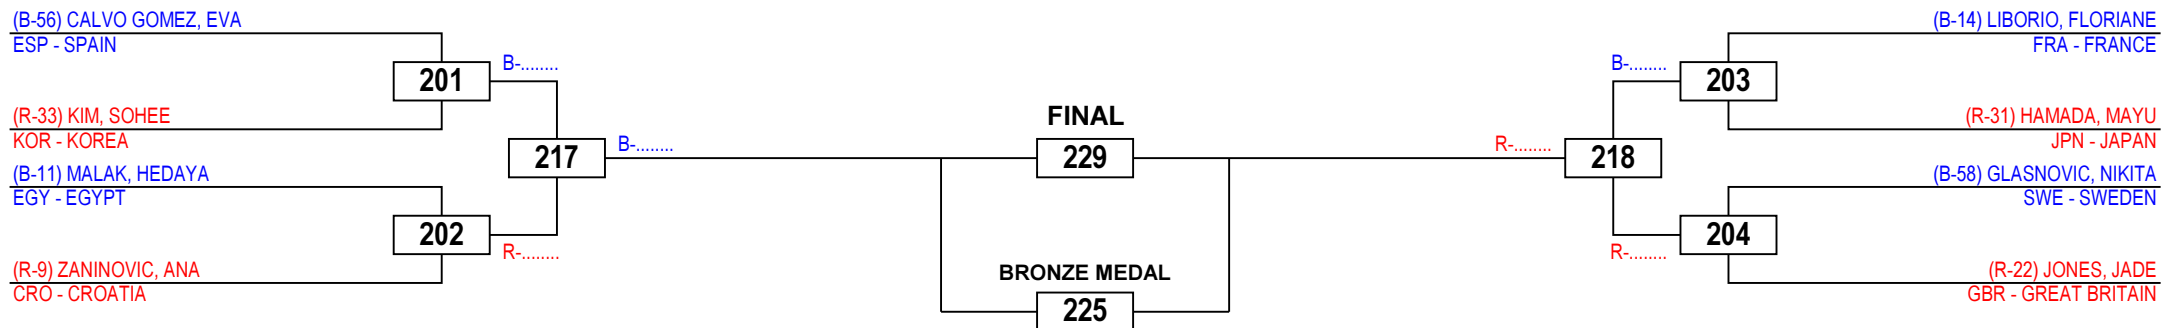 (B-56) CALVO GOMEZ, EVA
ESP - SPAIN
201
B-........
(R-33) KIM, SOHEE
KOR - KOREA
217
B-........
(B-11) MALAK, HEDAYA
EGY - EGYPT
202
R-........
(R-9) ZANINOVIC, ANA
CRO - CROATIA
FINAL
229
BRONZE MEDAL
225
(B-14) LIBORIO, FLORIANE
FRA - FRANCE
B-........
203
(R-31) HAMADA, MAYU
JPN - JAPAN
R-........
218
(B-58) GLASNOVIC, NIKITA
SWE - SWEDEN
204
R-........
(R-22) JONES, JADE
GBR - GREAT BRITAIN